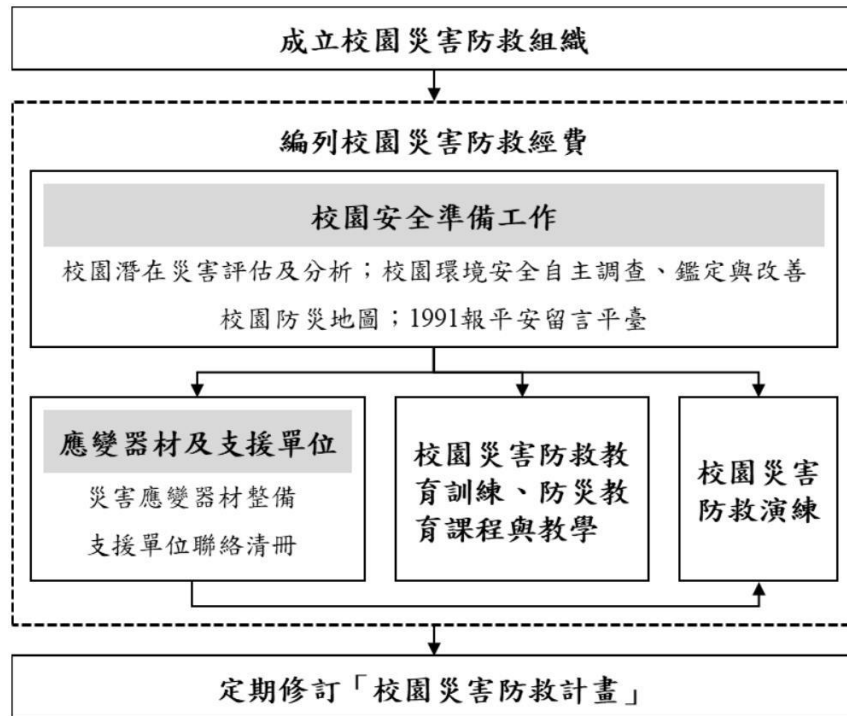 成立校園災害防救組織
編列校園災害防救經費
校園安全準備工作
校園潛在災害評估及分析；校園環境安全自主調查、鑑定與改善
校園防災地圖；1991報平安留言平臺
應變器材及支援單位
災害應變器材整備
支援單位聯絡清冊
校園災害防救教
育訓練、防災教
育課程與教學
校園災害
防救演練
定期修訂「校園災害防救計畫」